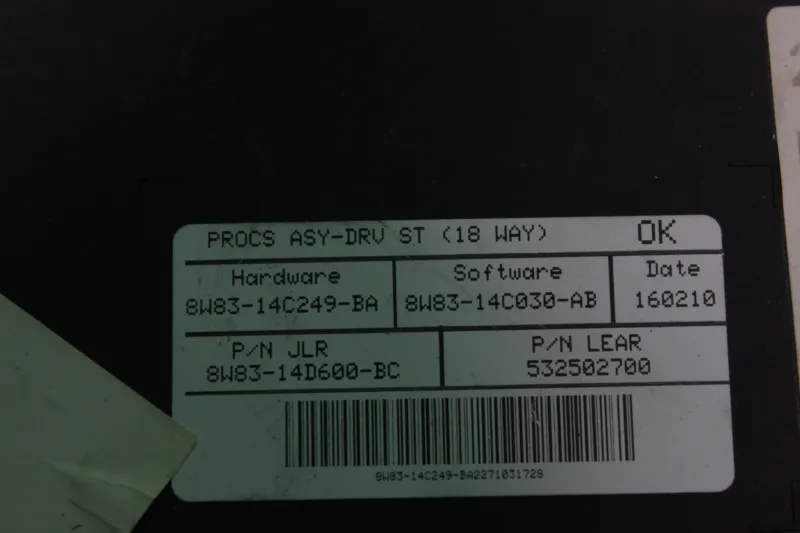 PROCS ASY-DRV ST (18 WAY) OK
Hardware Software Date
8W83-14C249-BA 8W83-14C030-AB 160210
P/N JLR P/N LEAR
8W83-14D600-BC 532502700
8W83-14C249-BA2271031728